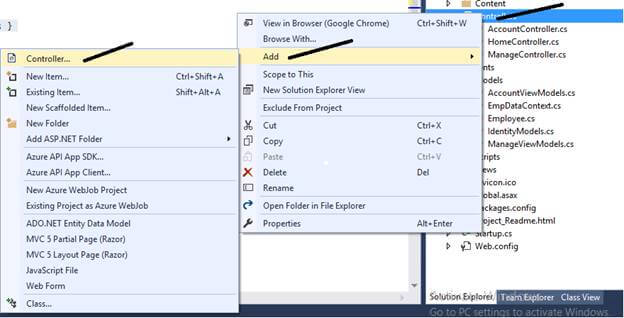 s }
Controller...
New Item... Ctrl+Shift+A
Existing Item... Shift+Alt+A
New Scaffolded Item...
New Folder
Add ASP.NET Folder
Azure API App SDK...
Azure API App Client...
New Azure WebJob Project
Existing Project as Azure WebJob
ADO.NET Entity Data Model
MVC 5 Partial Page (Razor)
MVC 5 Layout Page (Razor)
JavaScript File
Web Form
Class...
View in Browser (Google Chrome) Ctrl+Shift+W
Browse With...
Add
Scope to This
New Solution Explorer View
Exclude From Project
Cut Ctrl+X
Copy Ctrl+C
Paste Ctrl+V
Delete Del
Rename
Open Folder in File Explorer
Properties Alt+Enter
Content
AccountController.cs
HomeController.cs
ManageController.cs
nts
odels
AccountViewModels.cs
EmpDataContext.cs
Employee.cs
IdentityModels.cs
ManageViewModels.cs
ripts
ews
vicon.ico
obal.asax
ackages.config
roject_Readme.html
Startup.cs
Web.config
Solution Explorer Team Explorer Class View
Go to PC settings to activate Windows.